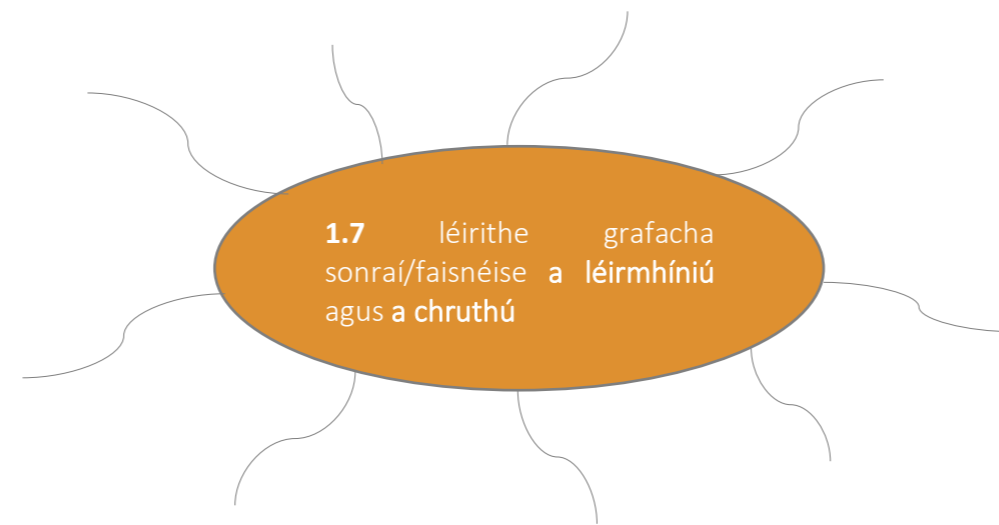 1.7 léirithe grafacha
sonraí/faisnéise a léirmhíniú
agus a chruthú